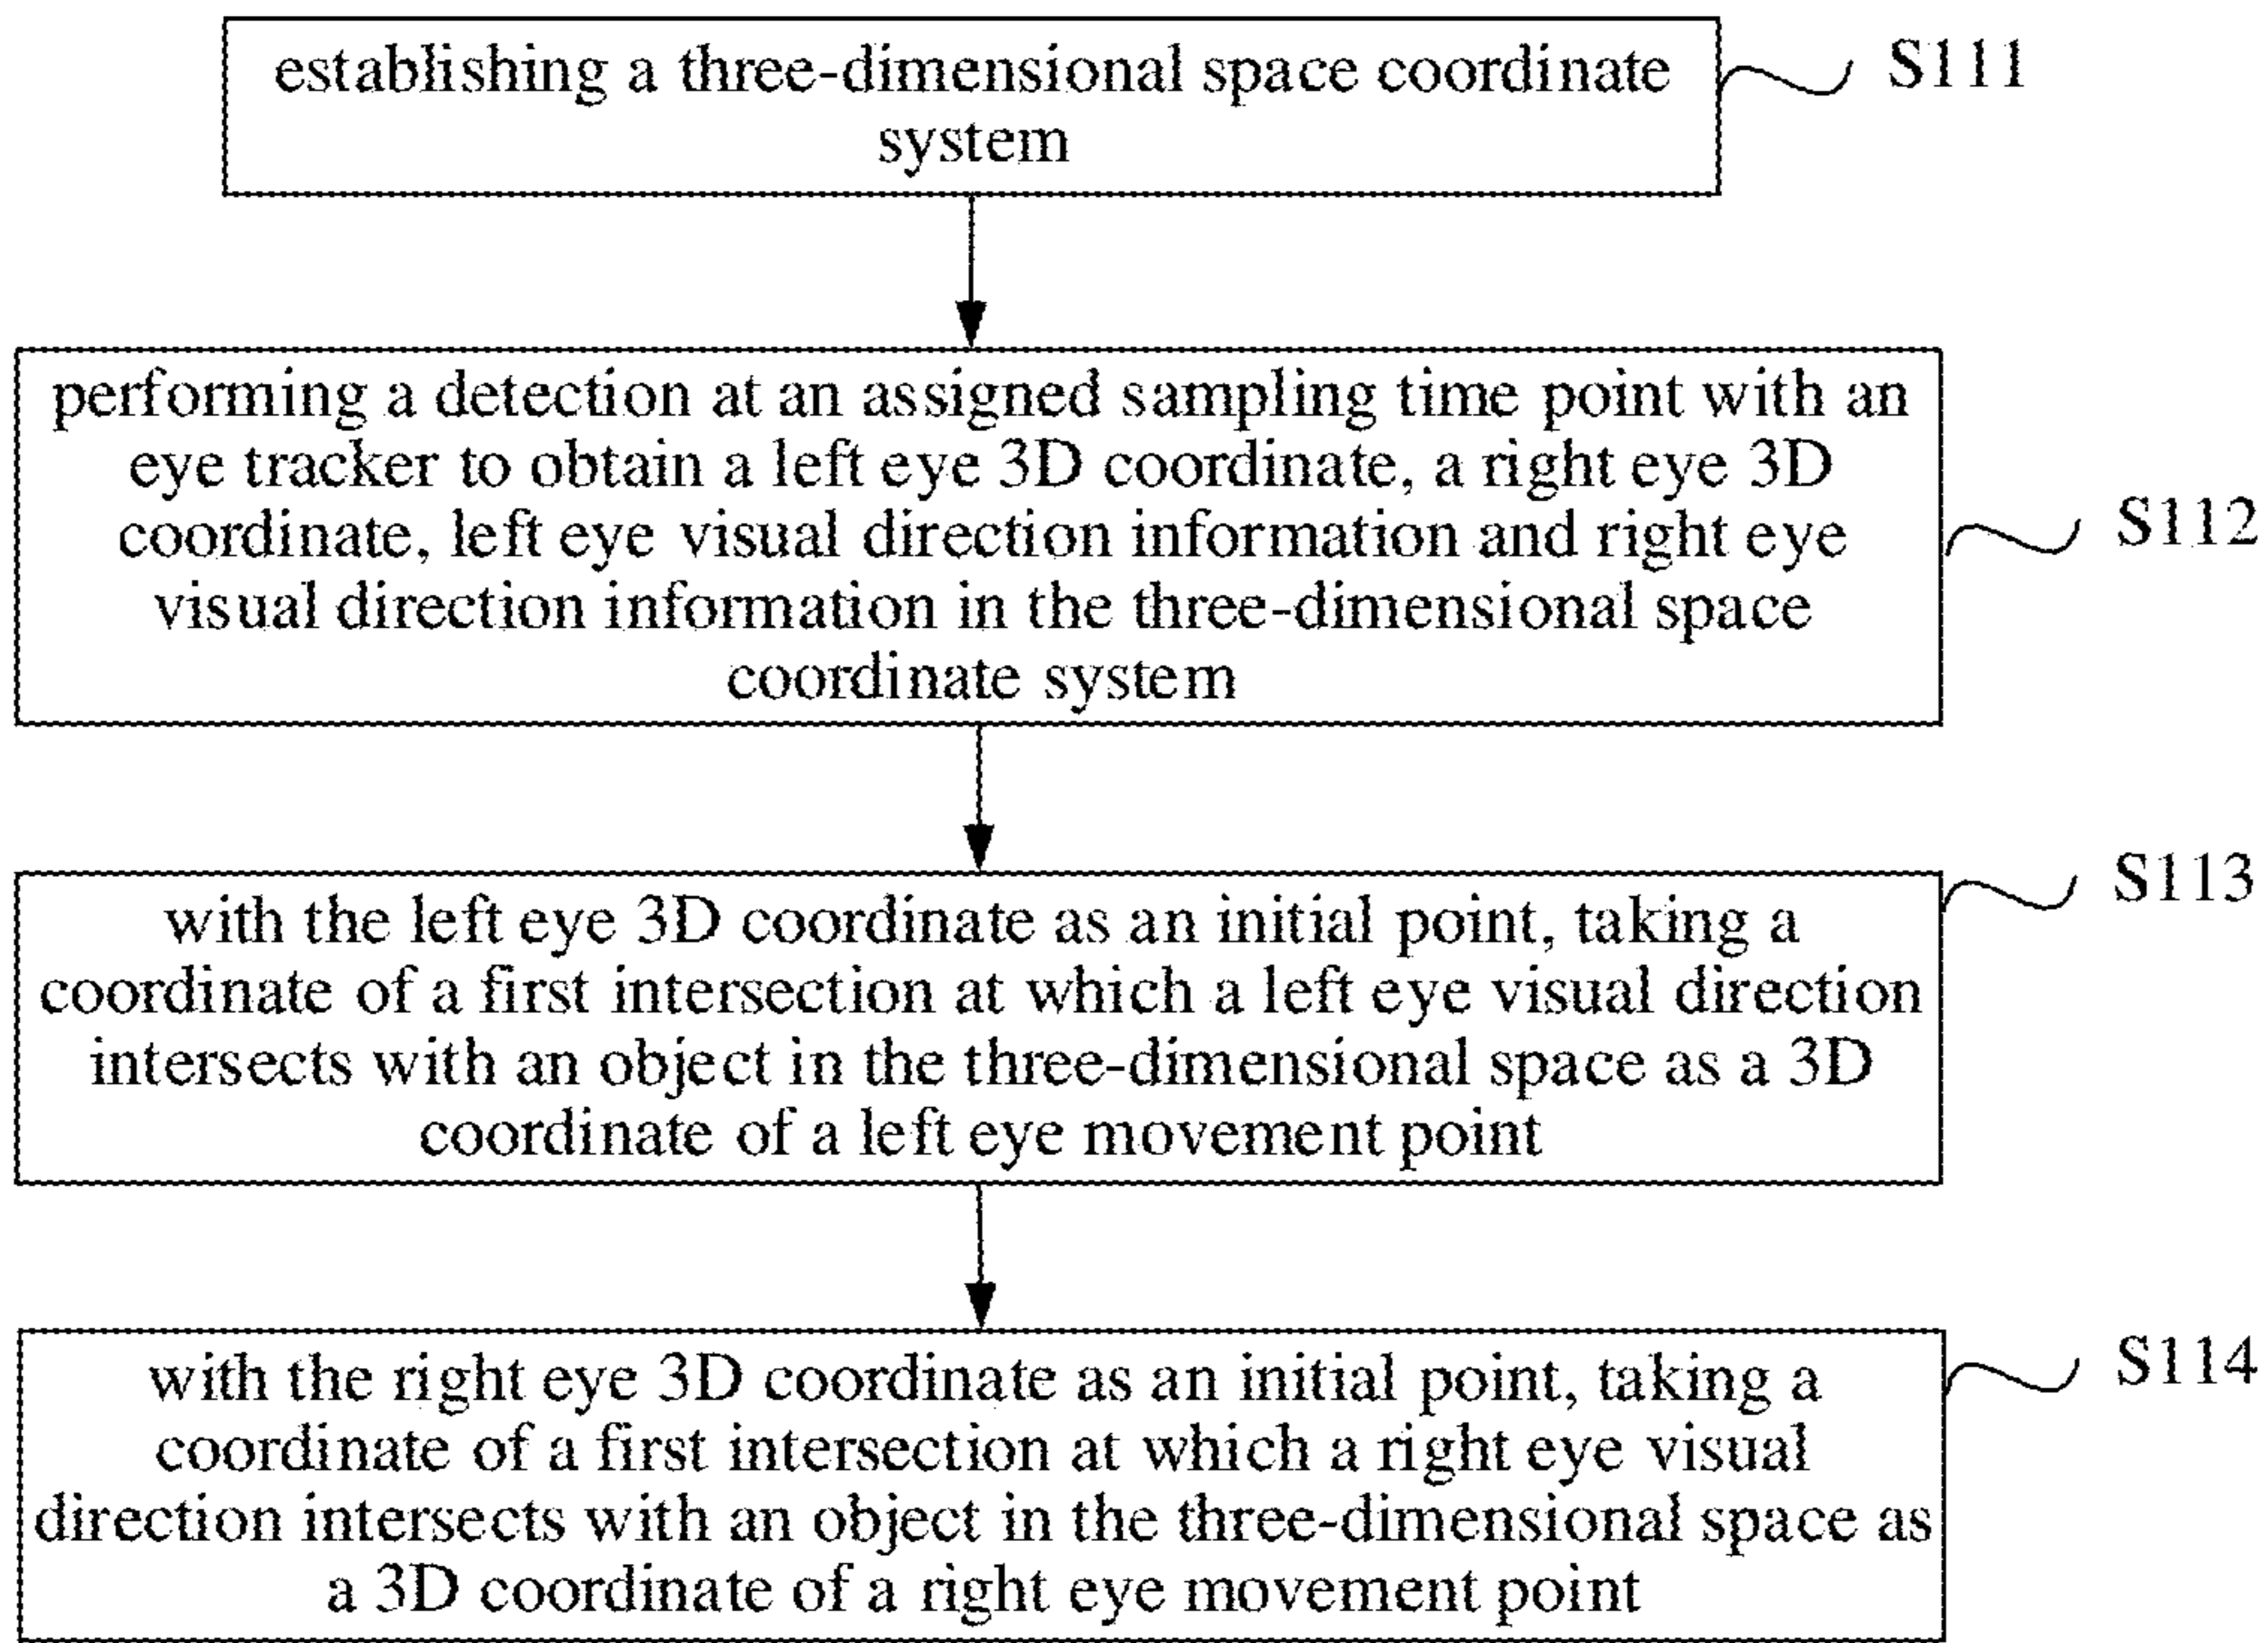 establishing a three-dimensional space coordinate
system
S111
performing a detection at an assigned sampling time point with an
eye tracker to obtain a left eye 3D coordinate, a right eye 3D
coordinate, left eye visual direction information and right eye
visual direction information in the three-dimensional space
coordinate system
S112
with the left eye 3D coordinate as an initial point, taking a
coordinate of a first intersection at which a left eye visual direction
intersects with an object in the three-dimensional space as a 3D
coordinate of a left eye movement point
S113
with the right eye 3D coordinate as an initial point, taking a
coordinate of a first intersection at which a right eye visual
direction intersects with an object in the three-dimensional space as
a 3D coordinate of a right eye movement point
S114